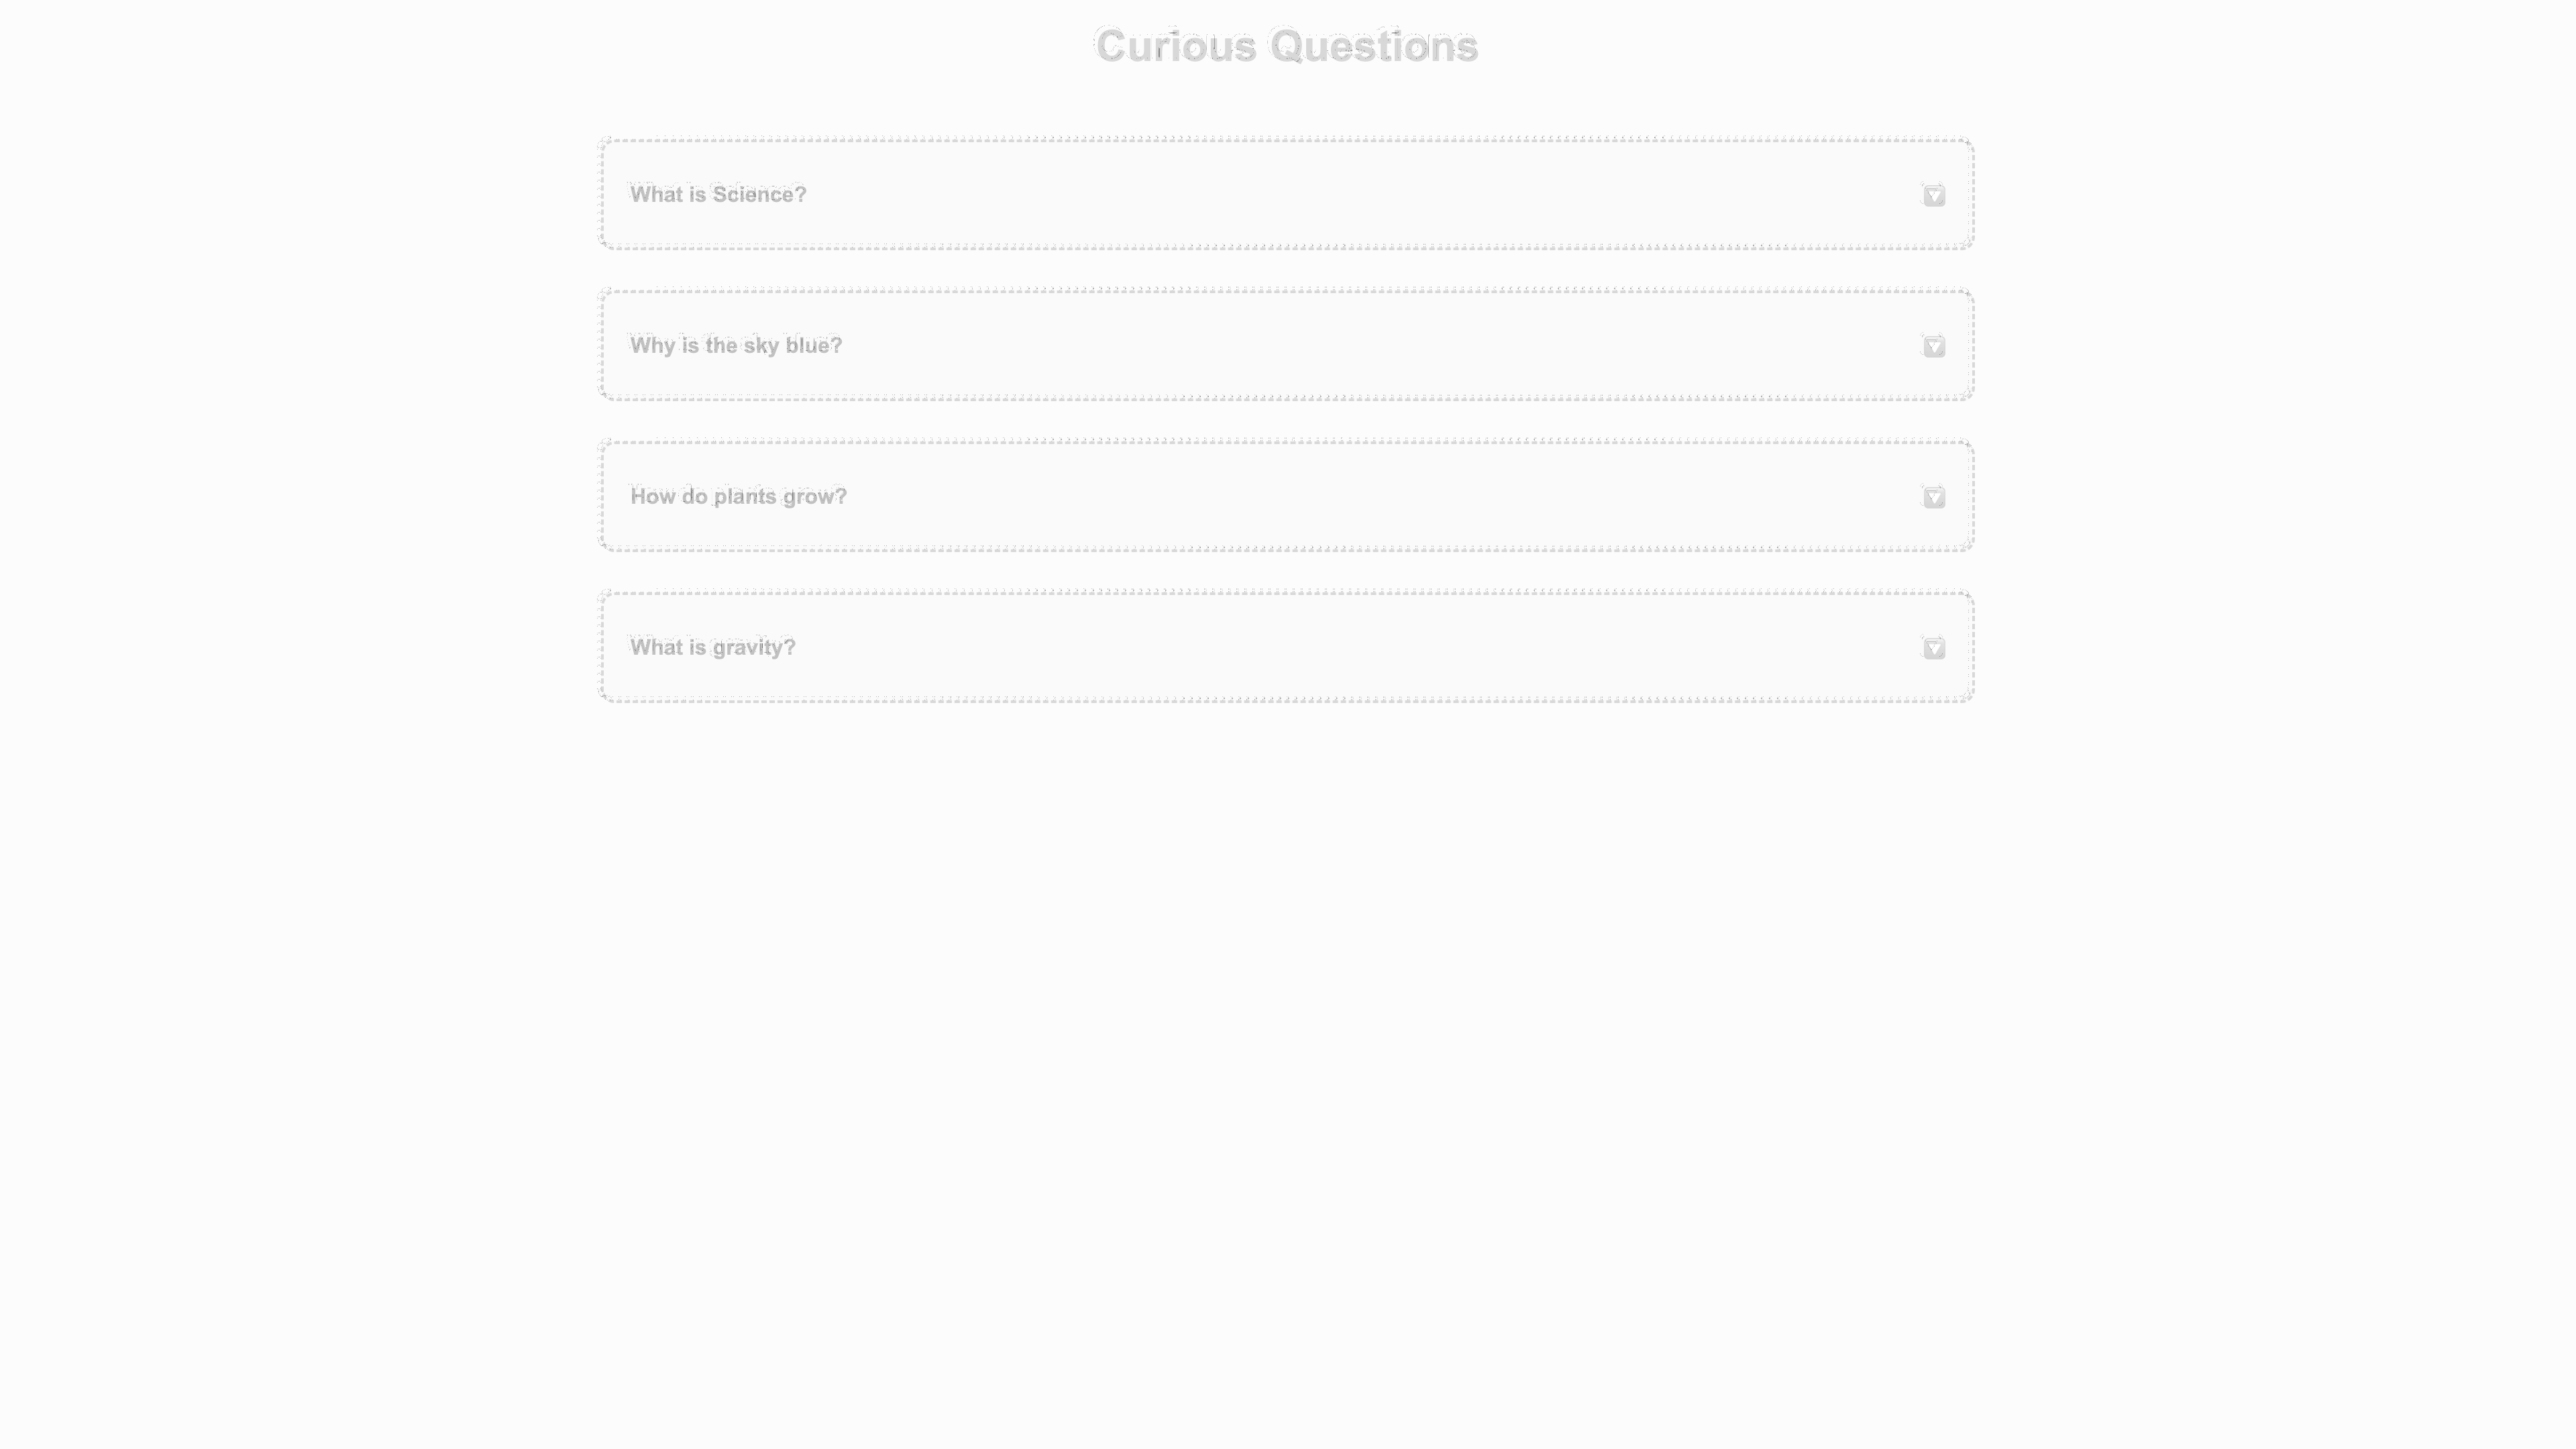 Curious Questions
What is Science?
Why is the sky blue?
How do plants grow?
What is gravity?